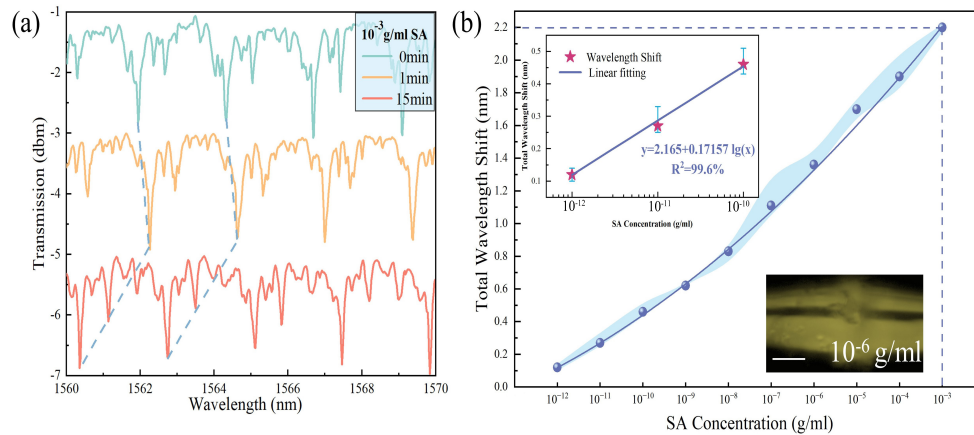 (a)
-1
-2
-3
-4
-5
-6
-7
Transmission (dbm)
10⁻³g/ml SA
0min
1min
15min
1560
1562
1564
1566
1568
1570
Wavelength (nm)
(b)
2.2
2.0
1.8
1.6
1.4
1.2
1.0
0.8
0.6
0.4
0.2
0.0
Total Wavelength Shift (nm)
0.5
0.4
0.3
0.2
0.1
Total Wavelength Shift (nm)
Wavelength Shift
Linear fitting
y=2.165+0.17157 lg(x)
R²=99.6%
10⁻¹²
10⁻¹¹
10⁻¹⁰
SA Concentration (g/ml)
10⁻⁶ g/ml
10⁻¹²
10⁻¹¹
10⁻¹⁰
10⁻⁹
10⁻⁸
10⁻⁷
10⁻⁶
10⁻⁵
10⁻⁴
10⁻³
SA Concentration (g/ml)